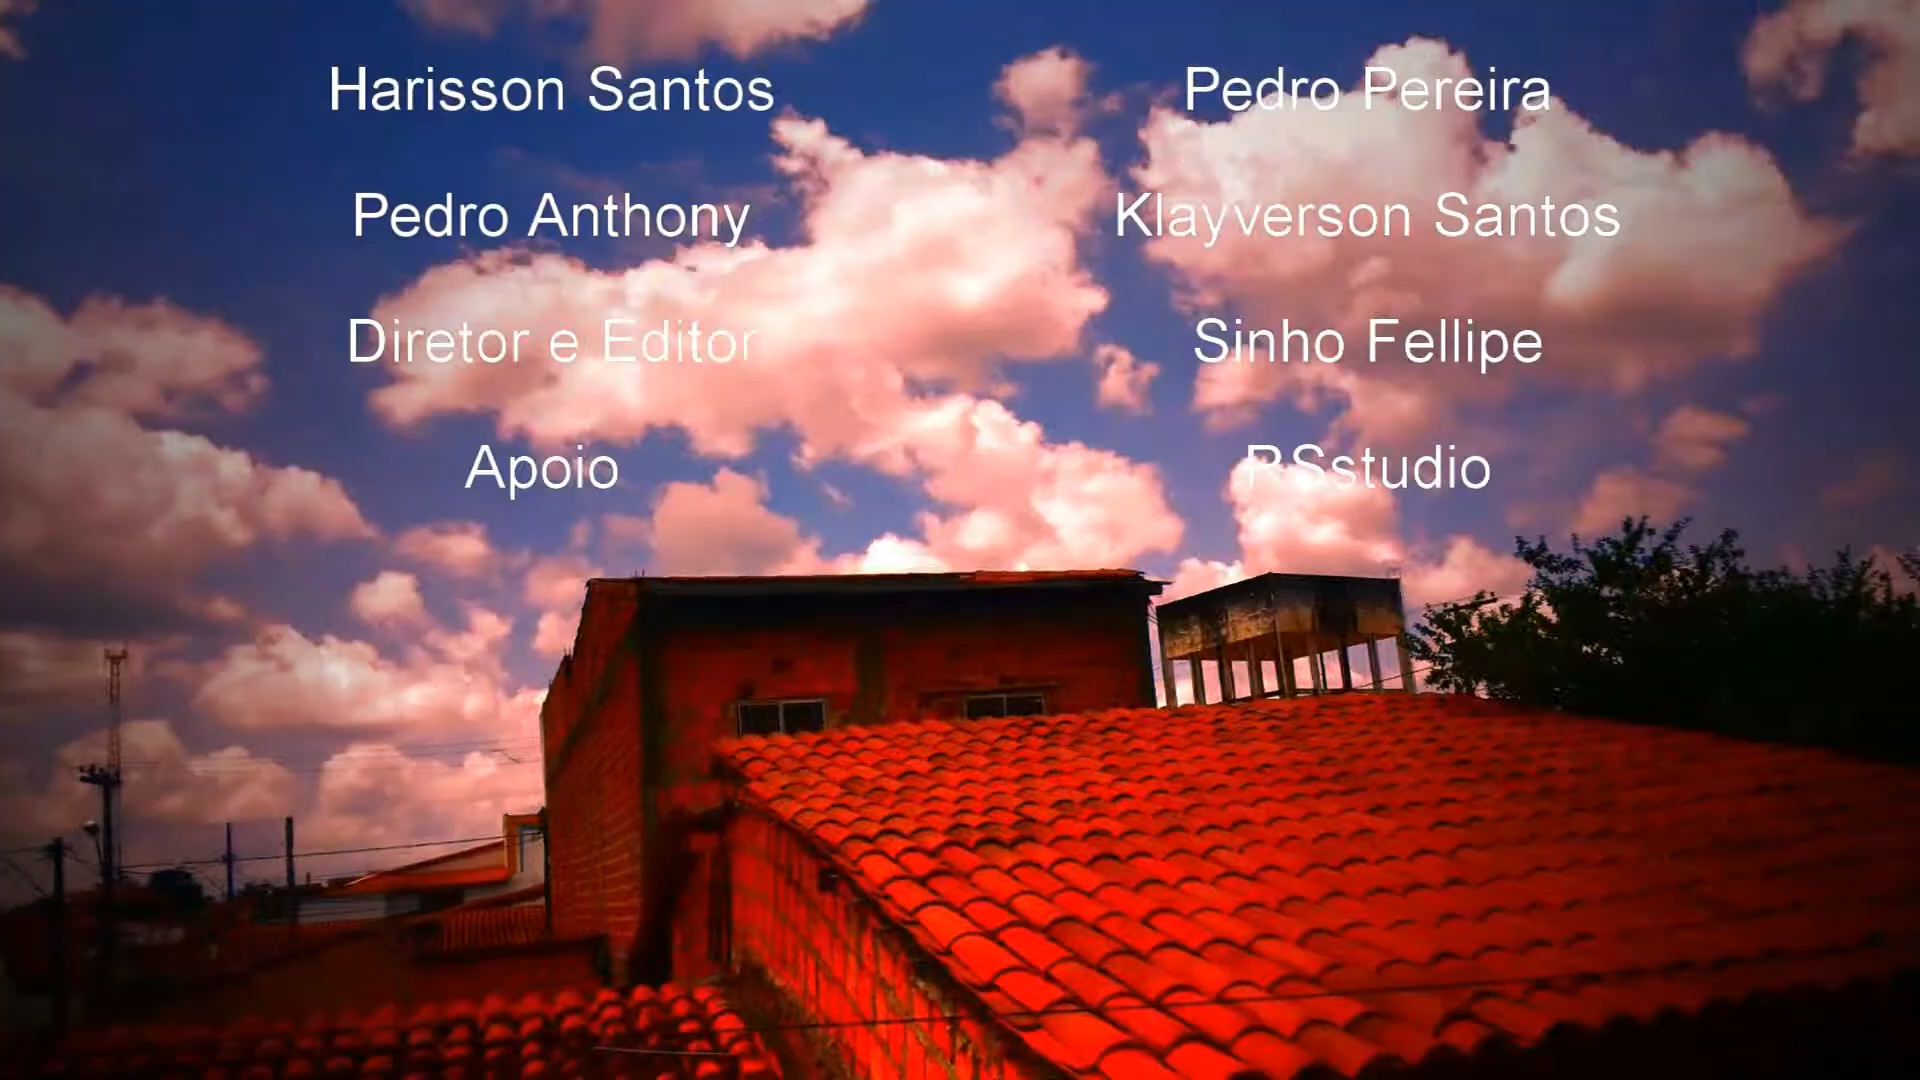 Harisson Santos Pedro Pereira
Pedro Anthony Klayverson Santos
Diretor e Editor Sinho Fellipe
Apoio RSstudio